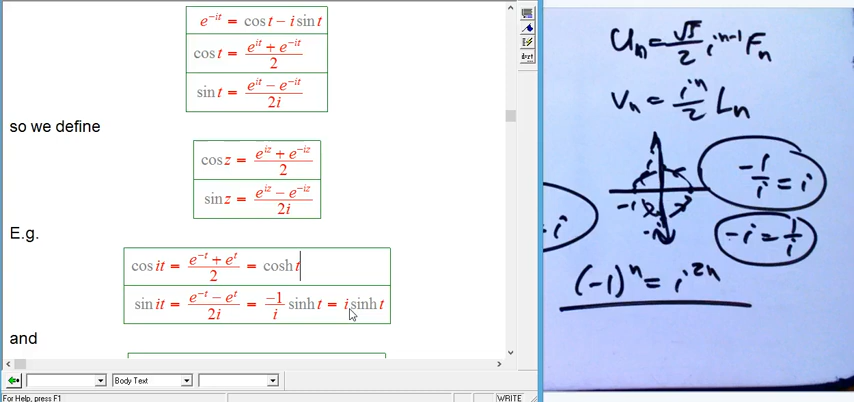 e^{-it} = cos t − i sin t
cos t = (e^{it} + e^{-it})/2
sin t = (e^{it} − e^{-it})/2i
so we define
cos z = (e^{iz} + e^{-iz})/2
sin z = (e^{iz} − e^{-iz})/2i
E.g.
cos it = (e^{-t} + e^{t})/2 = cosh t
sin it = (e^{-t} − e^{t})/2i = (-1/i) sinh t = i sinh t
and
Body Text
For Help, press F1
WRITE
U_n = (√5/2) i^{n-1} F_n
V_n = (i^n/2) L_n
i
-1
-i
-1/i = i
= i
-i = 1/i
(-1)^n = i^{2n}